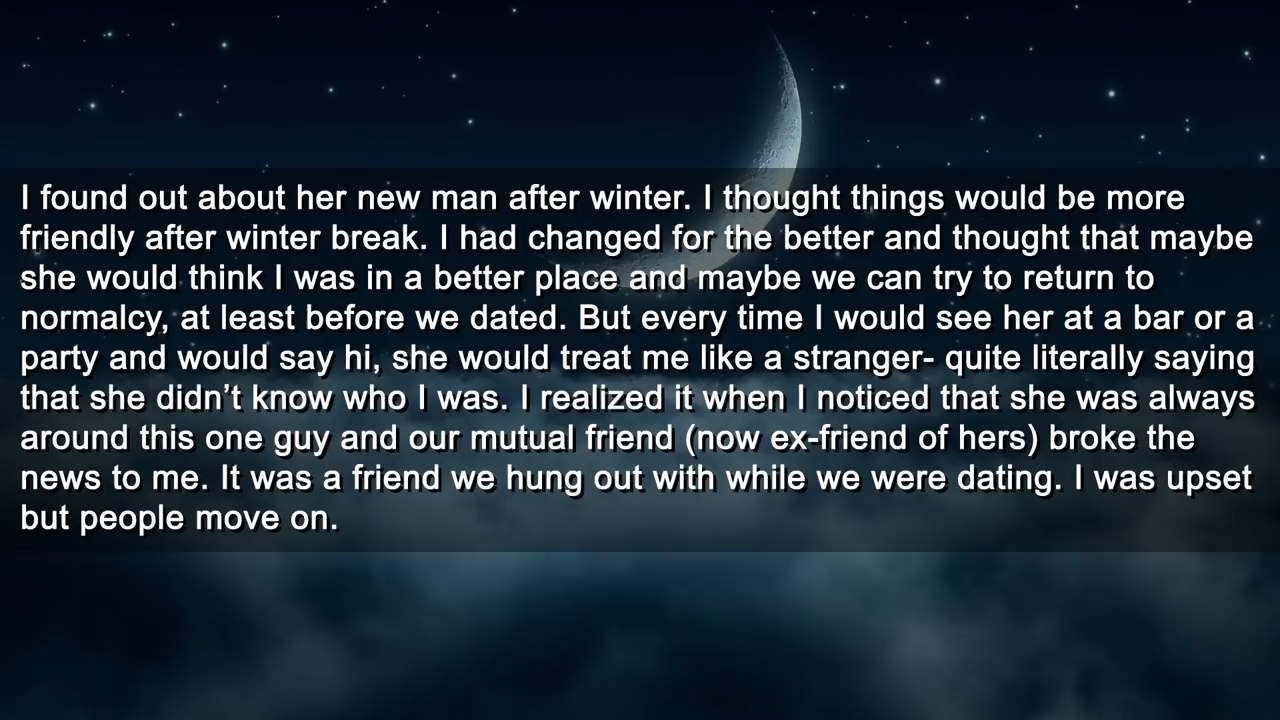 I found out about her new man after winter. I thought things would be more
friendly after winter break. I had changed for the better and thought that maybe
she would think I was in a better place and maybe we can try to return to
normalcy, at least before we dated. But every time I would see her at a bar or a
party and would say hi, she would treat me like a stranger- quite literally saying
that she didn’t know who I was. I realized it when I noticed that she was always
around this one guy and our mutual friend (now ex-friend of hers) broke the
news to me. It was a friend we hung out with while we were dating. I was upset
but people move on.